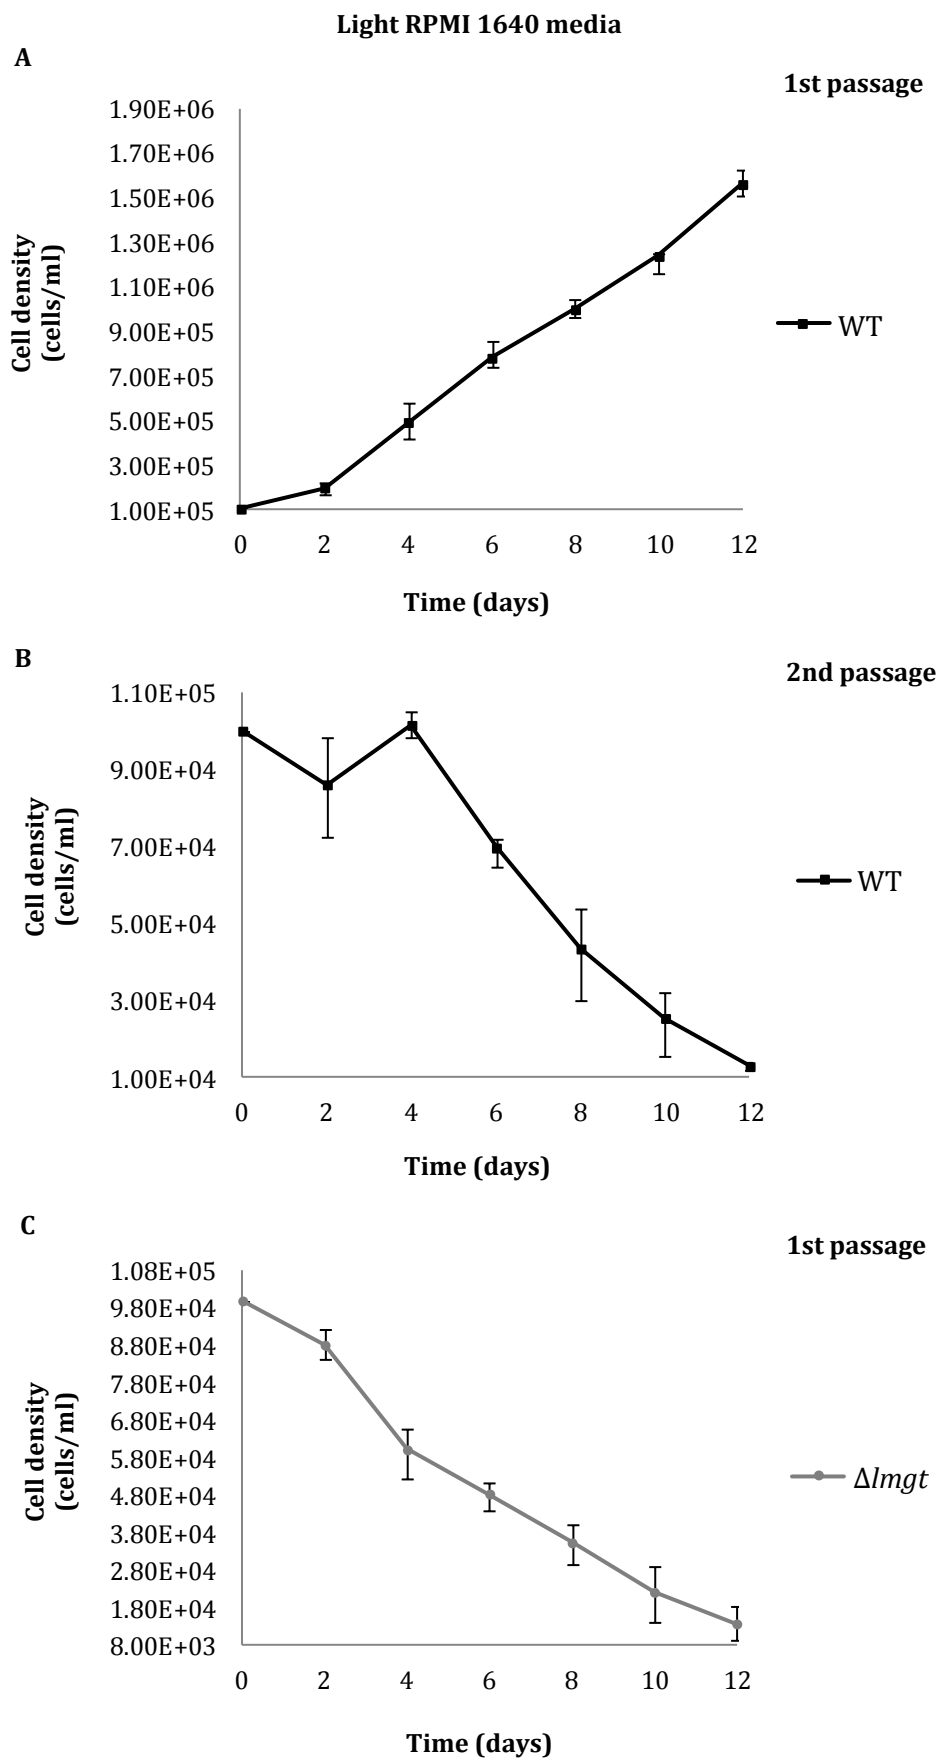 Light RPMI 1640 media
A
1st passage
1.90E+06
1.70E+06
1.50E+06
1.30E+06
1.10E+06
9.00E+05
7.00E+05
5.00E+05
3.00E+05
1.00E+05
Cell density
(cells/ml)
WT
0 2 4 6 8 10 12
Time (days)
B
2nd passage
1.10E+05
9.00E+04
7.00E+04
5.00E+04
3.00E+04
1.00E+04
Cell density
(cells/ml)
WT
0 2 4 6 8 10 12
Time (days)
C
1st passage
1.08E+05
9.80E+04
8.80E+04
7.80E+04
6.80E+04
5.80E+04
4.80E+04
3.80E+04
2.80E+04
1.80E+04
8.00E+03
Cell density
(cells/ml)
Δlmgt
0 2 4 6 8 10 12
Time (days)